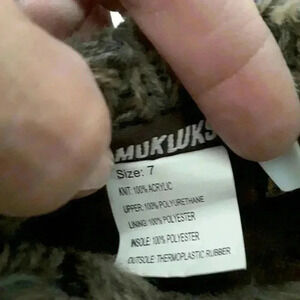 MUKLUKS
Size: 7
KNIT: 100% ACRYLIC
UPPER: 100% POLYURETHANE
LINING: 100% POLYESTER
INSOLE: 100% POLYESTER
OUTSOLE: THERMOPLASTIC RUBBER